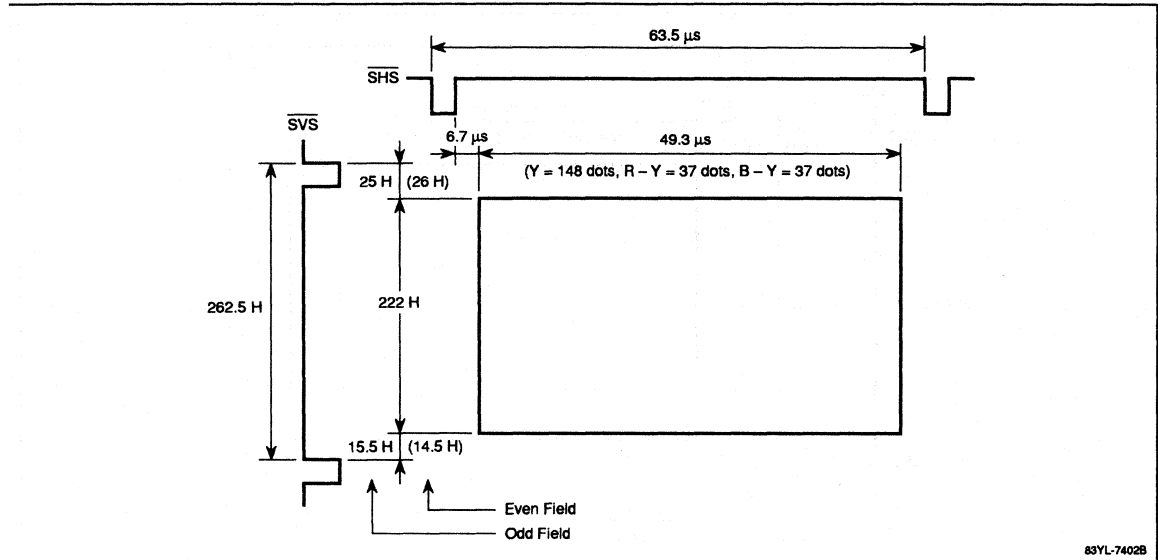 63.5 μs
SHS
SVS
6.7 μs
49.3 μs
(Y = 148 dots, R – Y = 37 dots, B – Y = 37 dots)
25 H (26 H)
262.5 H
222 H
15.5 H (14.5 H)
Even Field
Odd Field
83YL-7402B